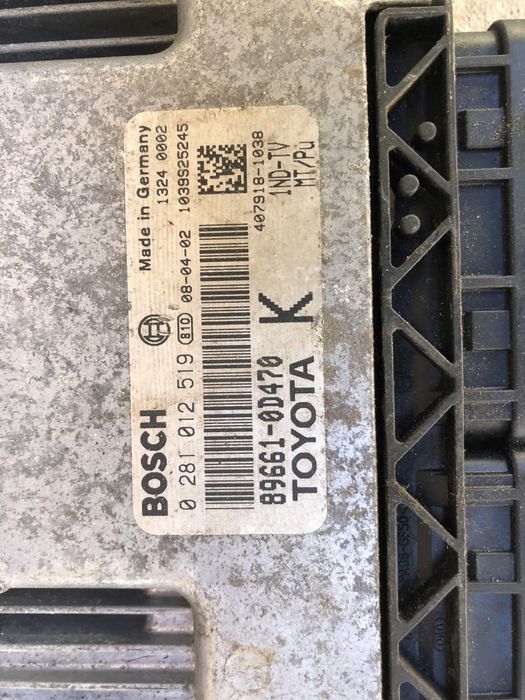 BOSCH
Made in Germany
1324 0002
0 281 012 519 810 08-04-02 1039S25245
407918-1038
89661-0D470 K
1ND-TV
TOYOTA
MT/Pu